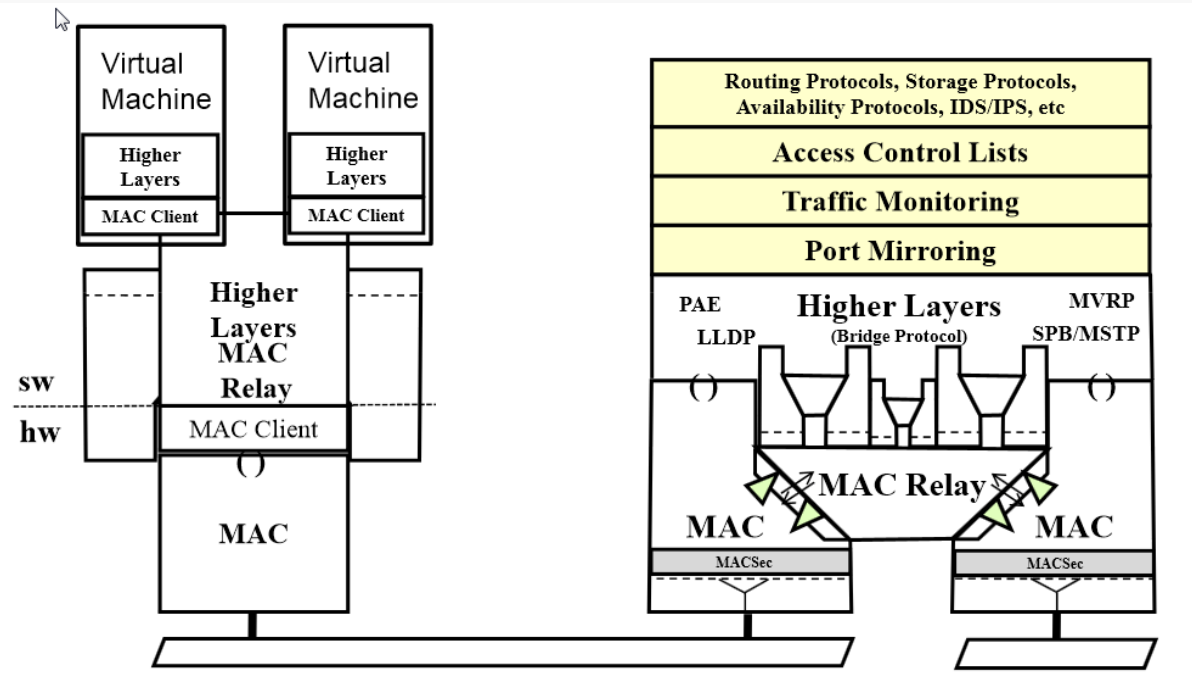 Virtual
Machine
Higher
Layers
MAC Client
Virtual
Machine
Higher
Layers
MAC Client
Higher
Layers
MAC
Relay
sw
hw
MAC Client
()
MAC
Routing Protocols, Storage Protocols,
Availability Protocols, IDS/IPS, etc
Access Control Lists
Traffic Monitoring
Port Mirroring
PAE
LLDP
Higher Layers
(Bridge Protocol)
MVRP
SPB/MSTP
()
()
MAC Relay
MAC
MAC
MACSec
MACSec